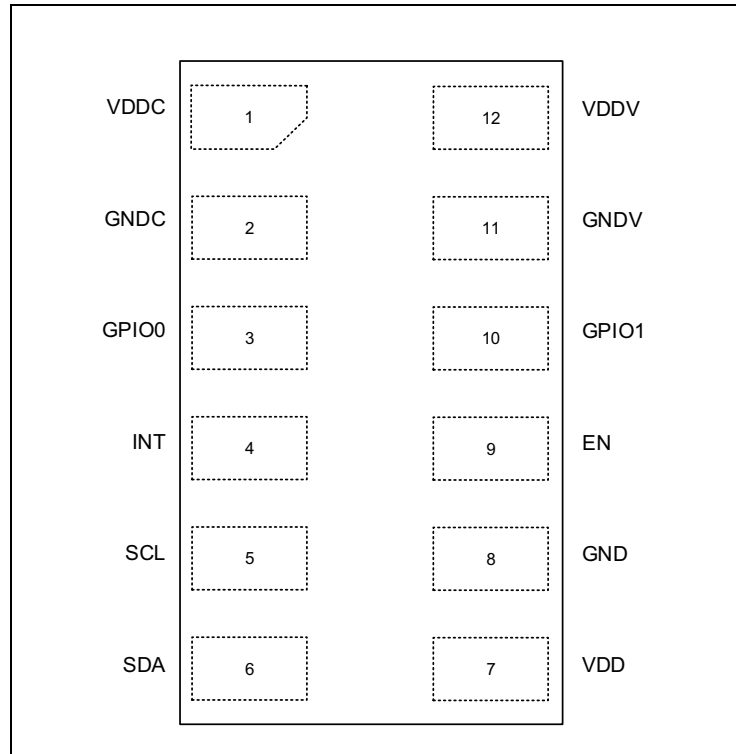 VDDC 1 12 VDDV
GNDC 2 11 GNDV
GPIO0 3 10 GPIO1
INT 4 9 EN
SCL 5 8 GND
SDA 6 7 VDD